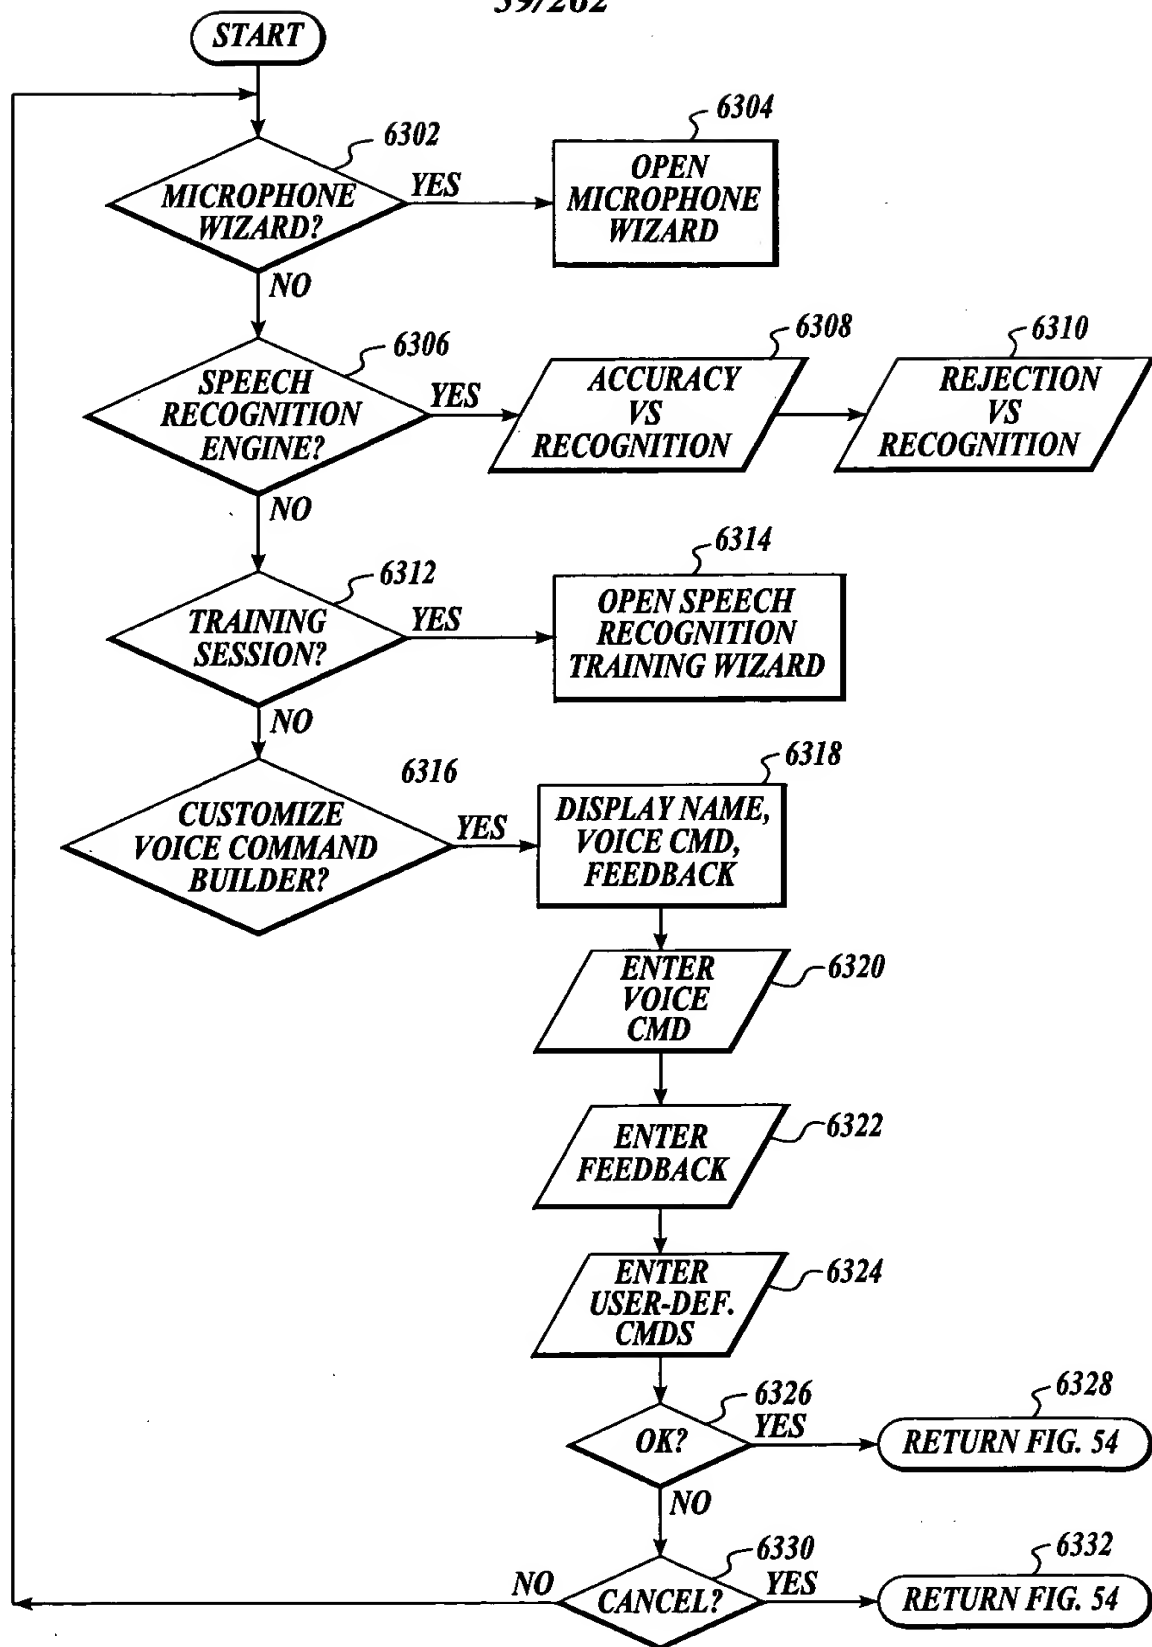 59/262
START
6302
MICROPHONE
WIZARD?
YES
6304
OPEN
MICROPHONE
WIZARD
NO
6306
SPEECH
RECOGNITION
ENGINE?
YES
6308
ACCURACY
VS
RECOGNITION
6310
REJECTION
VS
RECOGNITION
NO
6312
TRAINING
SESSION?
YES
6314
OPEN SPEECH
RECOGNITION
TRAINING WIZARD
NO
6316
CUSTOMIZE
VOICE COMMAND
BUILDER?
YES
6318
DISPLAY NAME,
VOICE CMD,
FEEDBACK
6320
ENTER
VOICE
CMD
6322
ENTER
FEEDBACK
6324
ENTER
USER-DEF.
CMDS
6326
OK?
YES
6328
RETURN FIG. 54
NO
6330
CANCEL?
NO
YES
6332
RETURN FIG. 54